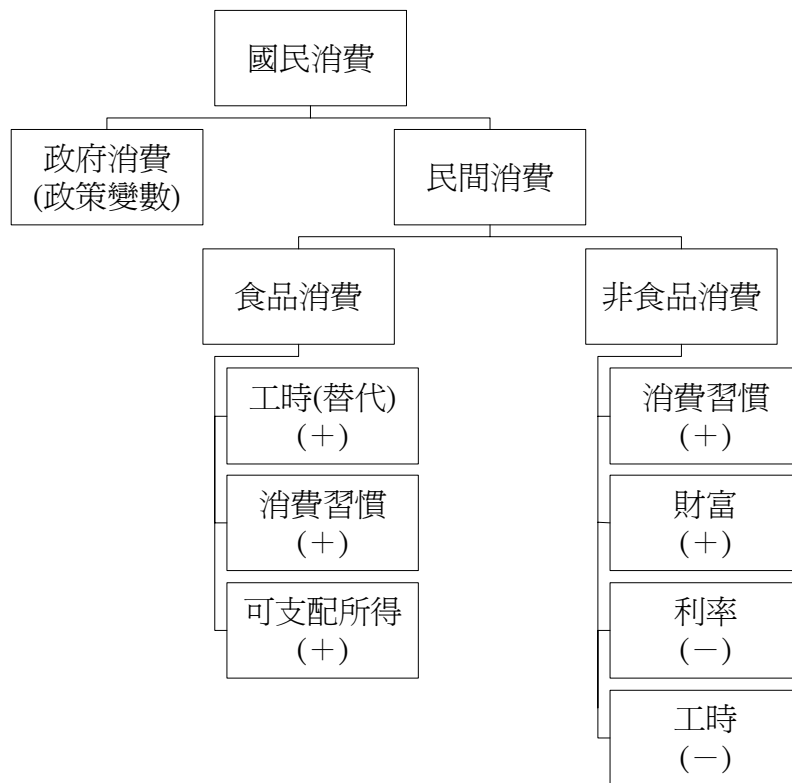 國民消費
政府消費
(政策變數)
民間消費
食品消費
非食品消費
工時(替代)
(＋)
消費習慣
(＋)
可支配所得
(＋)
消費習慣
(＋)
財富
(＋)
利率
(－)
工時
(－)